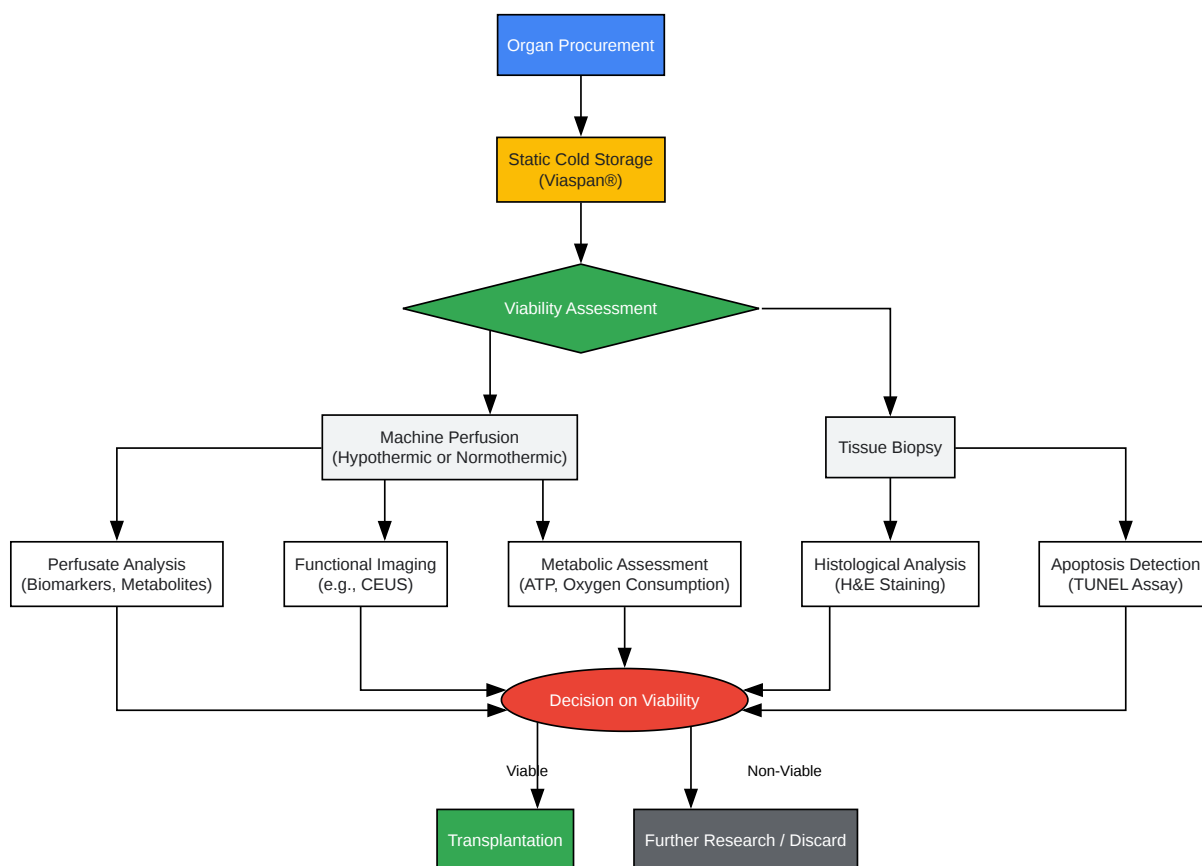 Organ Procurement
Static Cold Storage
(Viaspan®)
Viability Assessment
Machine Perfusion
(Hypothermic or Normothermic)
Tissue Biopsy
Perfusate Analysis
(Biomarkers, Metabolites)
Functional Imaging
(e.g., CEUS)
Metabolic Assessment
(ATP, Oxygen Consumption)
Histological Analysis
(H&E Staining)
Apoptosis Detection
(TUNEL Assay)
Decision on Viability
Viable
Non-Viable
Transplantation
Further Research / Discard